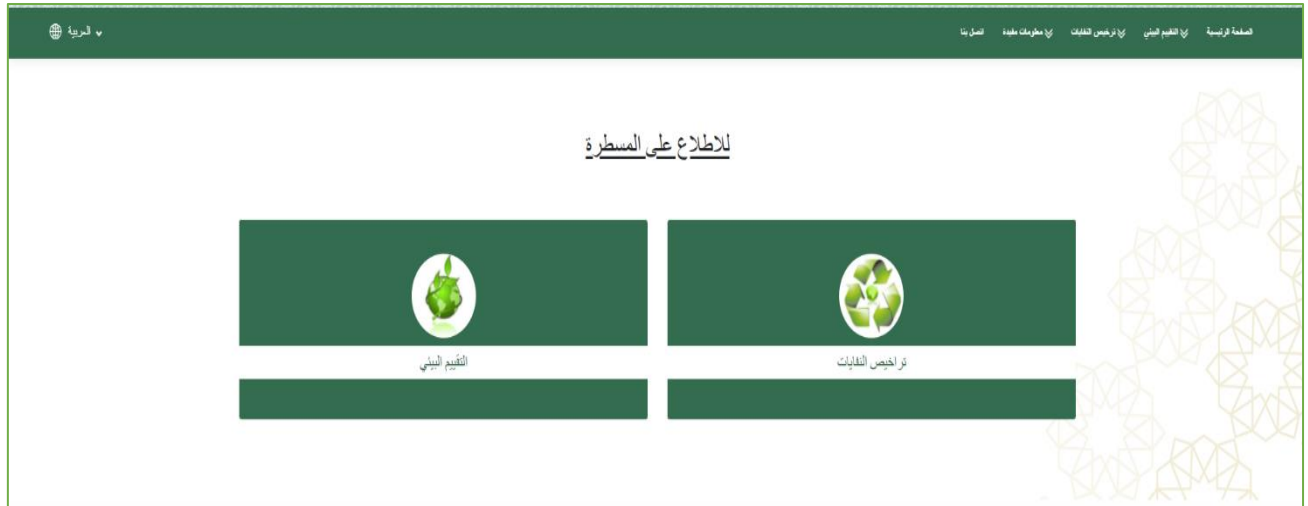 الصفحة الرئيسية التقييم البيئي ترخيص النفايات معلومات مفيدة اتصل بنا العربية
للاطلاع على المسطرة
تراخيص النفايات التقييم البيئي